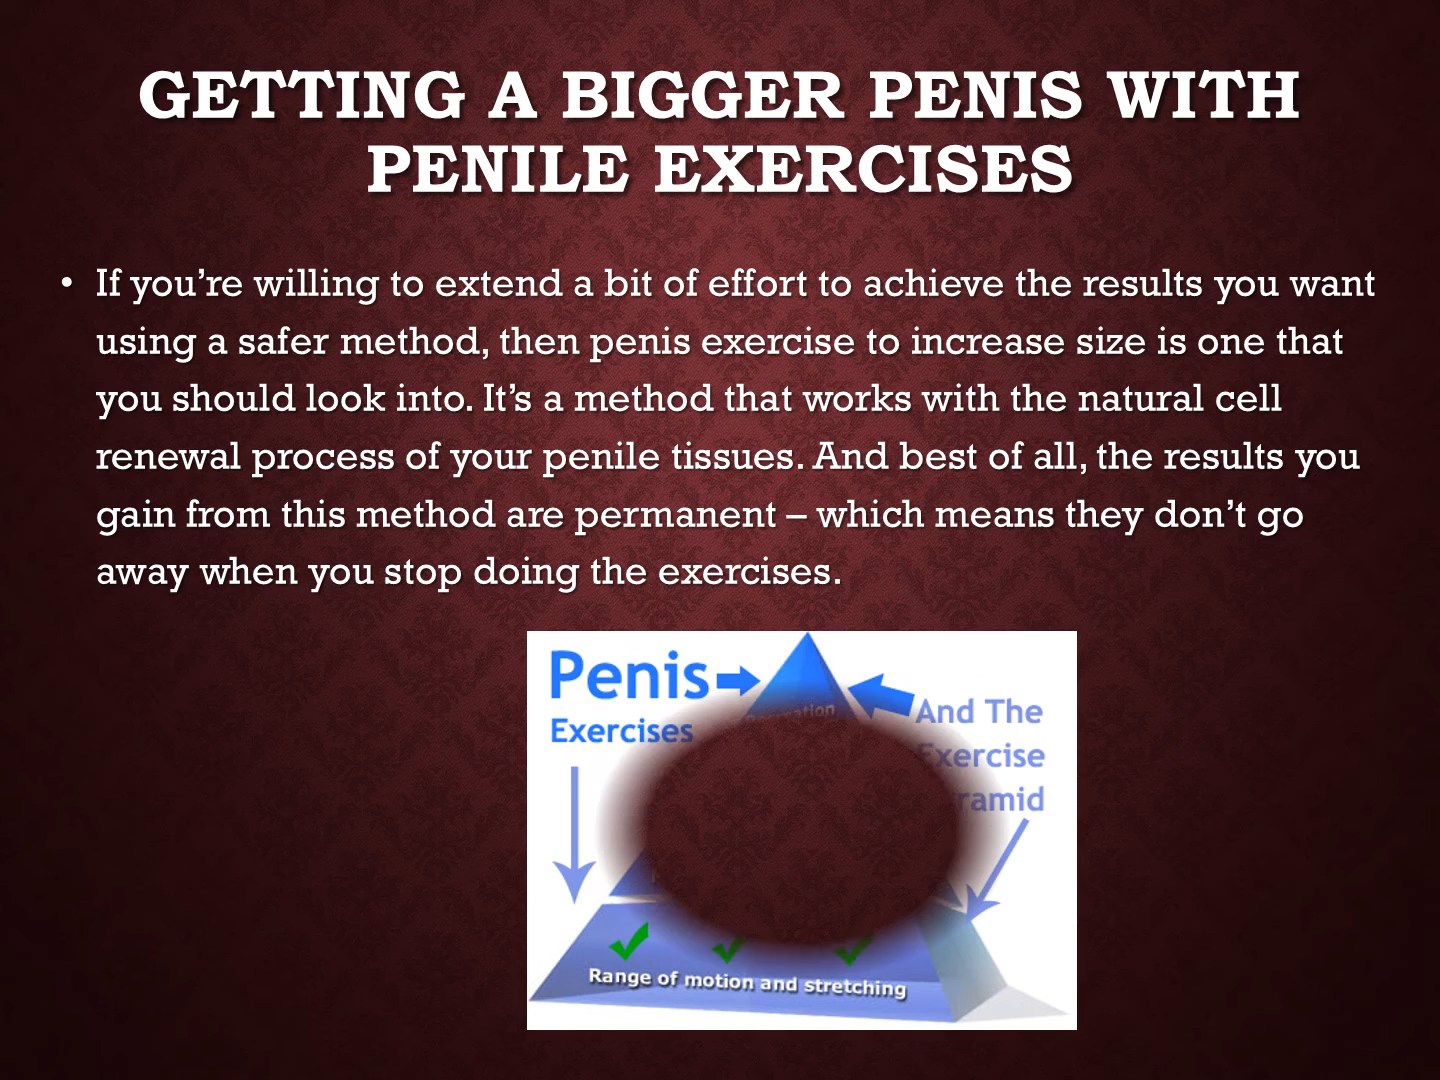 GETTING A BIGGER PENIS WITH
PENILE EXERCISES
• If you’re willing to extend a bit of effort to achieve the results you want
using a safer method, then penis exercise to increase size is one that
you should look into. It’s a method that works with the natural cell
renewal process of your penile tissues. And best of all, the results you
gain from this method are permanent – which means they don’t go
away when you stop doing the exercises.
Penis
Exercises
And The
Exercise
Range of motion and stretching